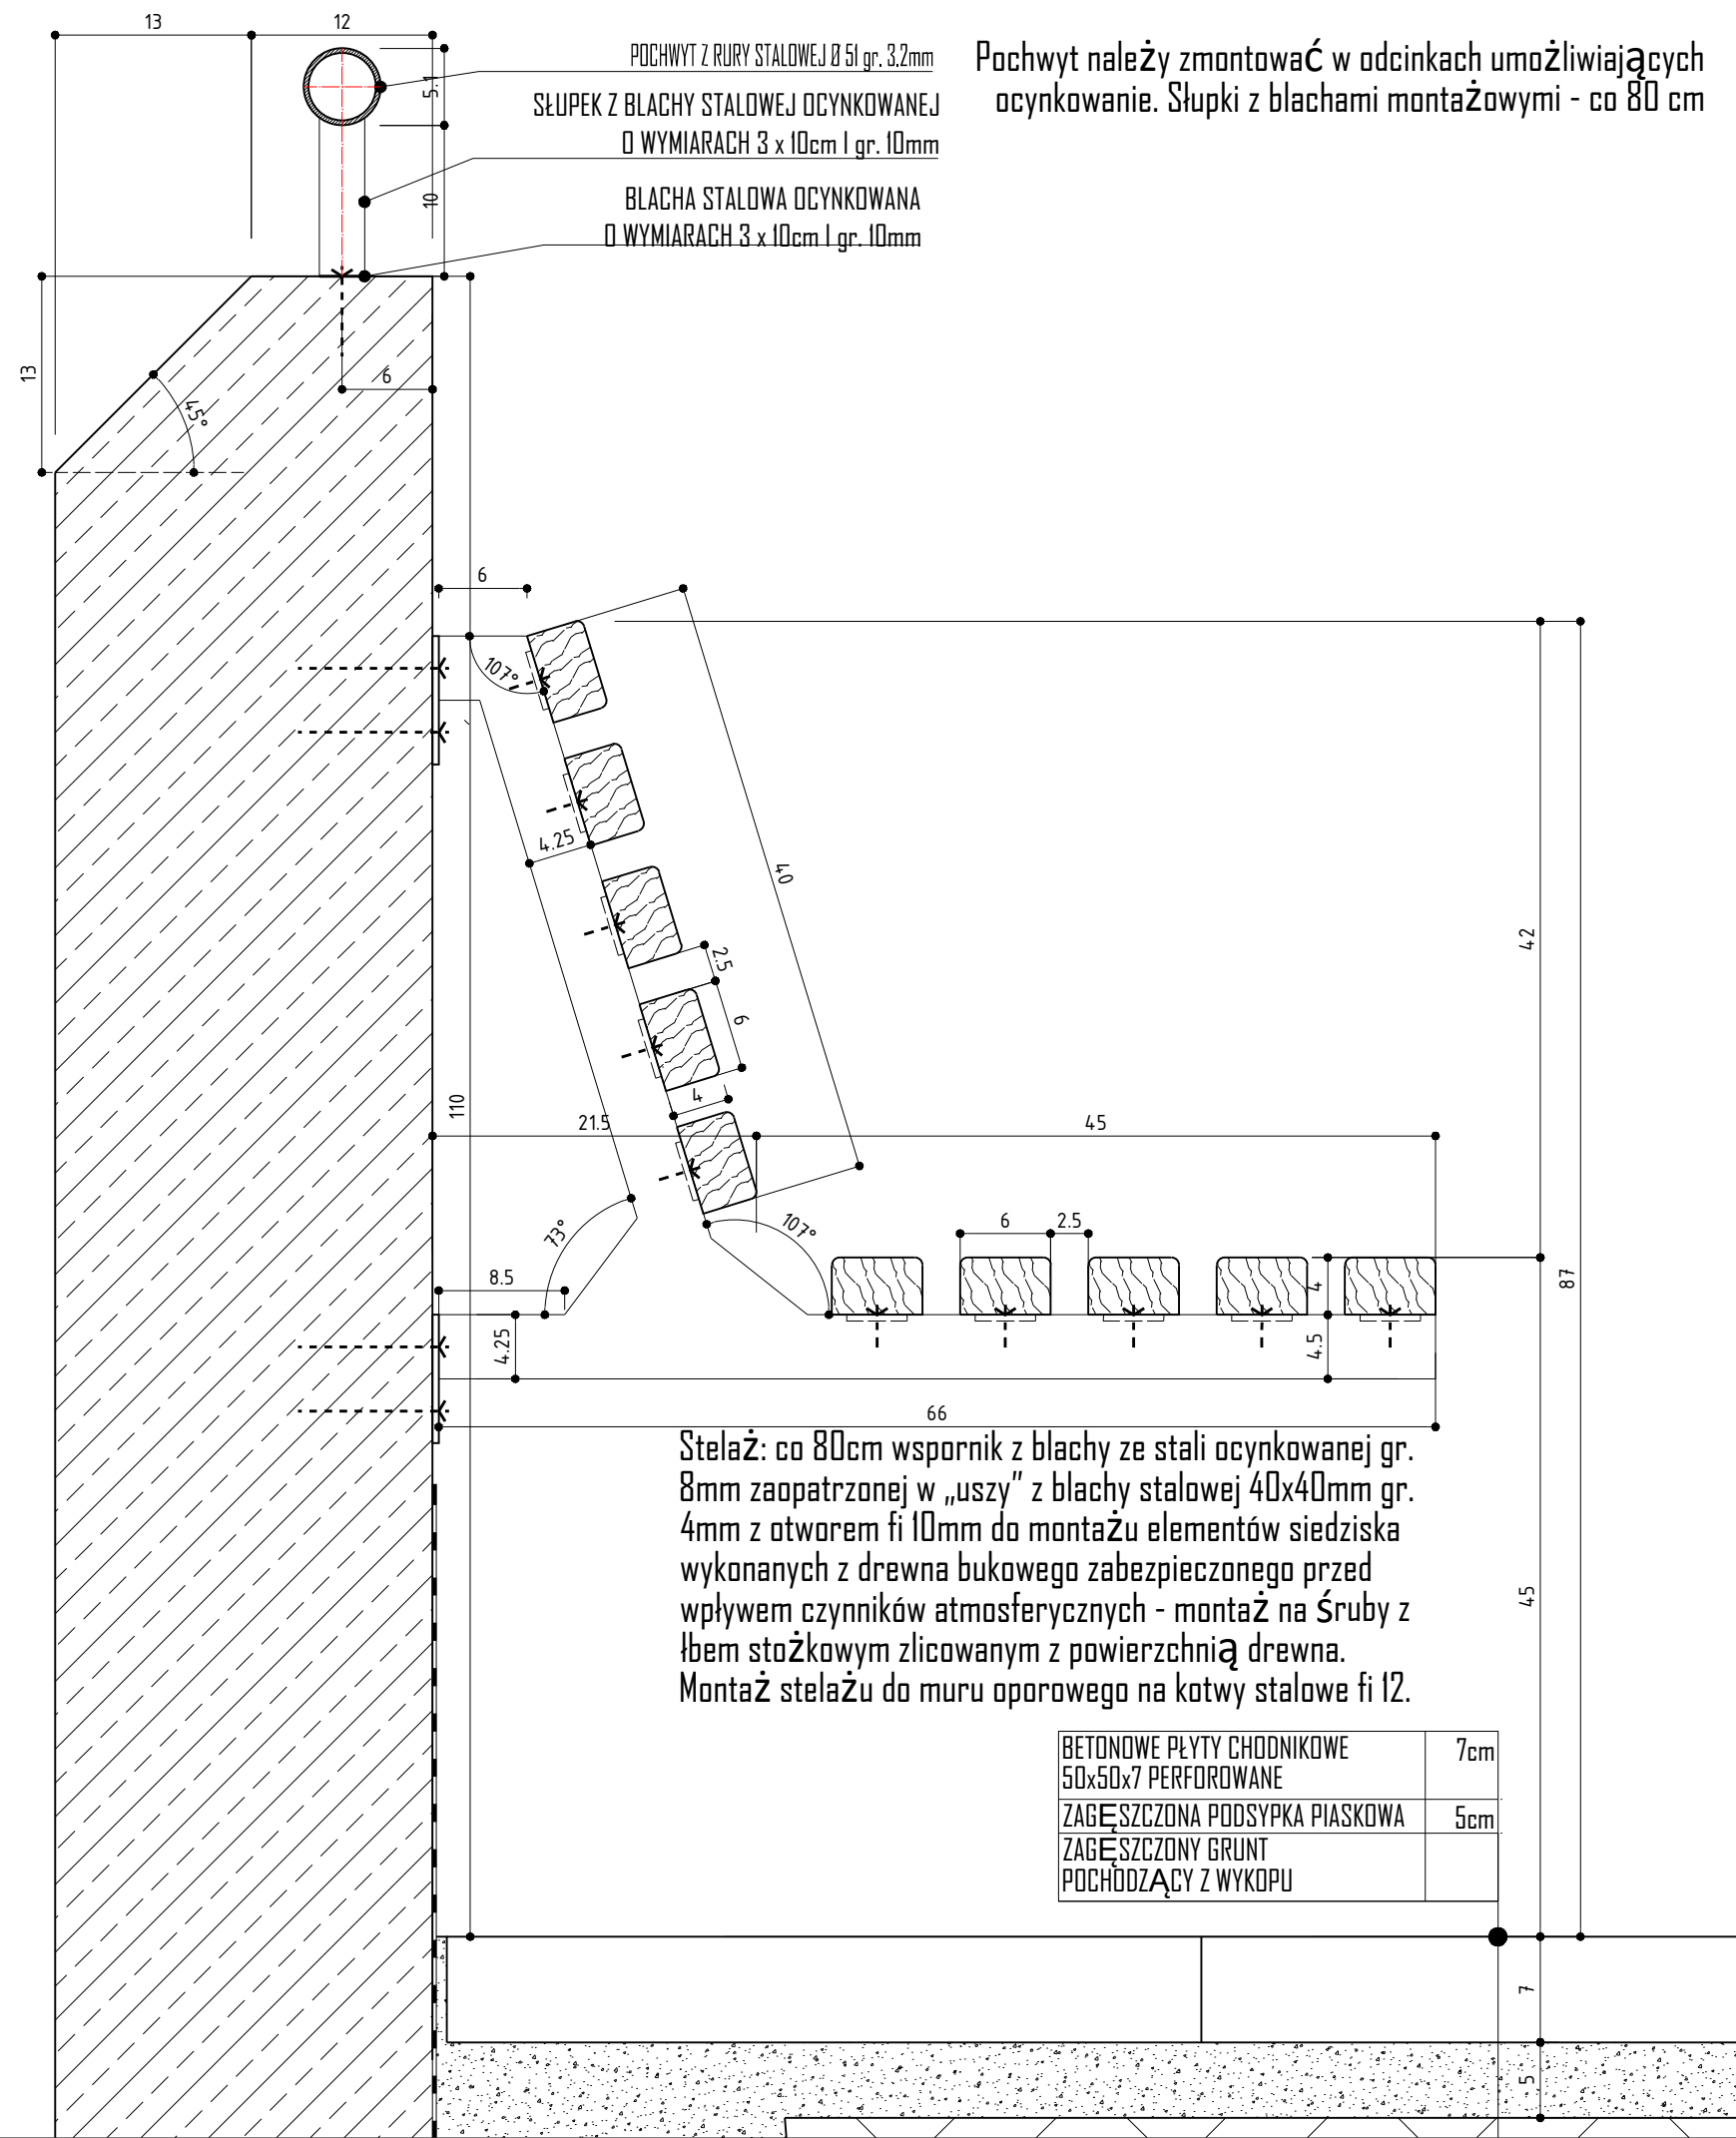 13
12
POCHWYT Z RURY STALOWEJ Ø 51 gr. 3.2mm
Pochwyt należy zmontować w odcinkach umożliwiających
ocynkowanie. Słupki z blachami montażowymi - co 80 cm
5.1
SŁUPEK Z BLACHY STALOWEJ OCYNKOWANEJ
O WYMIARACH 3 x 10cm I gr. 10mm
10
BLACHA STALOWA OCYNKOWANA
O WYMIARACH 3 x 10cm I gr. 10mm
13
6
45°
6
107°
4.25
40
42
2.5
6
4
110
21.5
45
73°
107°
6
2.5
8.5
4
87
4.25
4.5
66
Stelaż: co 80cm wspornik z blachy ze stali ocynkowanej gr.
8mm zaopatrzonej w „uszy” z blachy stalowej 40x40mm gr.
4mm z otworem fi 10mm do montażu elementów siedziska
wykonanych z drewna bukowego zabezpieczonego przed
wpływem czynników atmosferycznych - montaż na śruby z
łbem stożkowym zlicowanym z powierzchnią drewna.
Montaż stelażu do muru oporowego na kotwy stalowe fi 12.
45
BETONOWE PŁYTY CHODNIKOWE 7cm
50x50x7 PERFOROWANE
ZAGĘSZCZONA PODSYPKA PIASKOWA 5cm
ZAGĘSZCZONY GRUNT
POCHODZĄCY Z WYKOPU
7
5